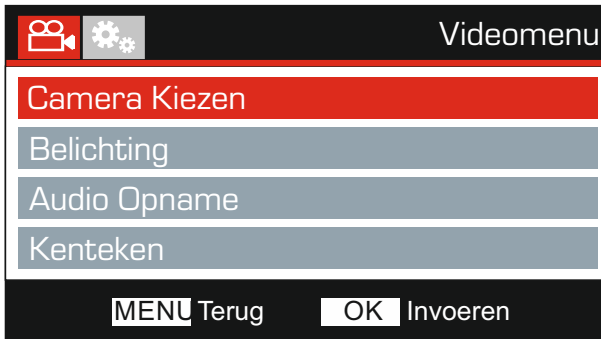 Videomenu
Camera Kiezen
Belichting
Audio Opname
Kenteken
MENU Terug OK Invoeren